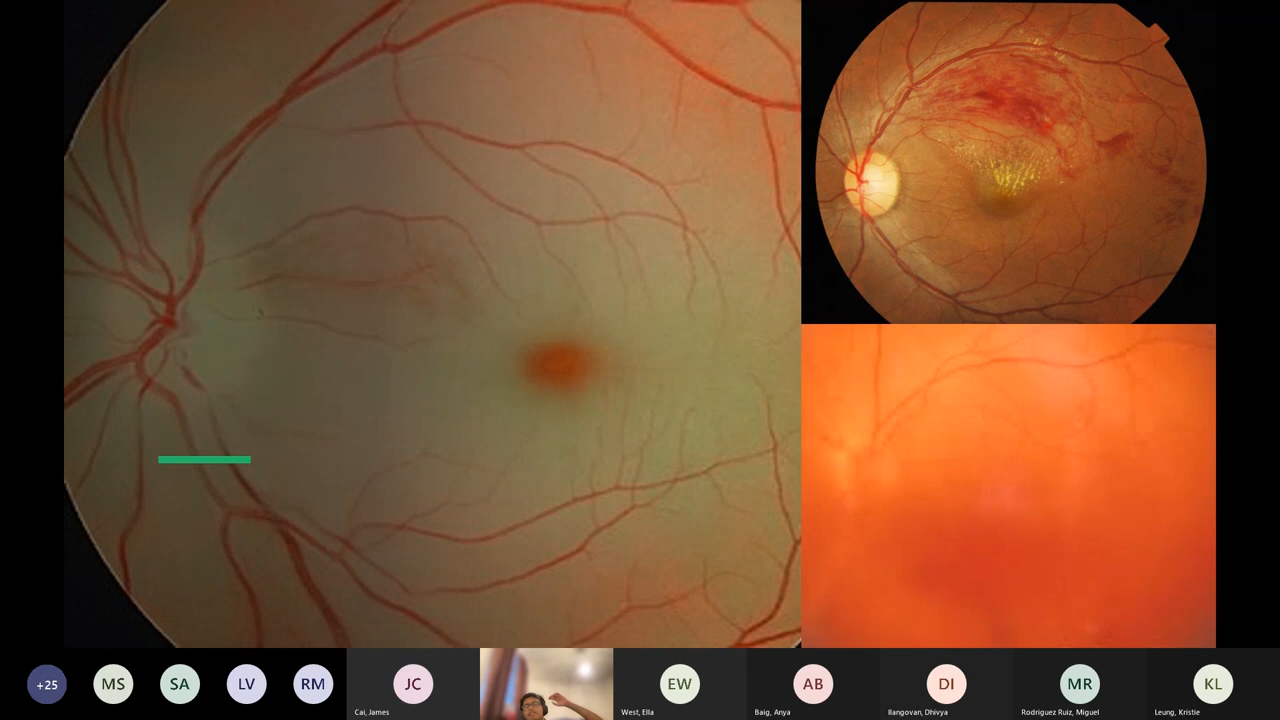 +25
MS
SA
LV
RM
JC
EW
AB
DI
MR
KL
Cai, James
West, Ella
Baig, Anya
Ilangovan, Dhivya
Rodriguez Ruiz, Miguel
Leung, Kristie